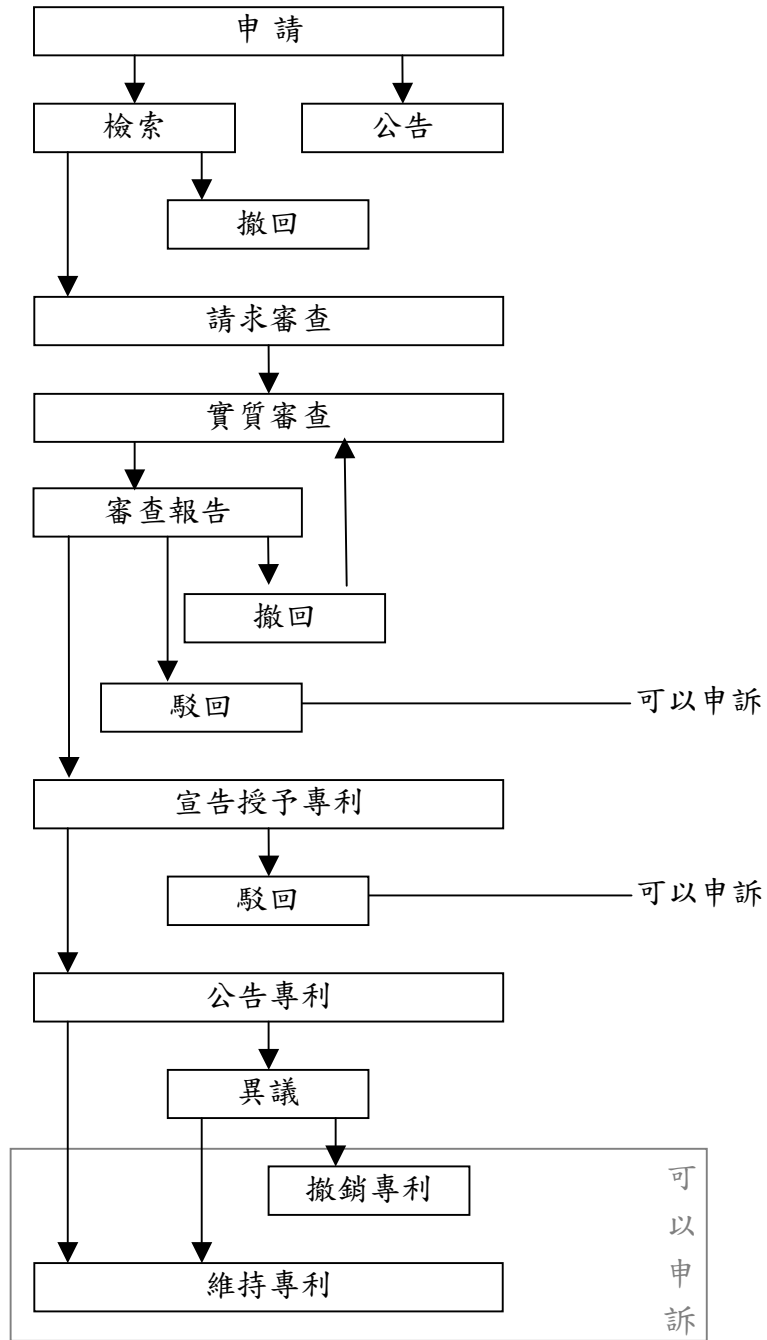 申請
檢索
公告
撤回
請求審查
實質審查
審查報告
撤回
駁回
可以申訴
宣告授予專利
駁回
可以申訴
公告專利
異議
撤銷專利
可以申訴
維持專利